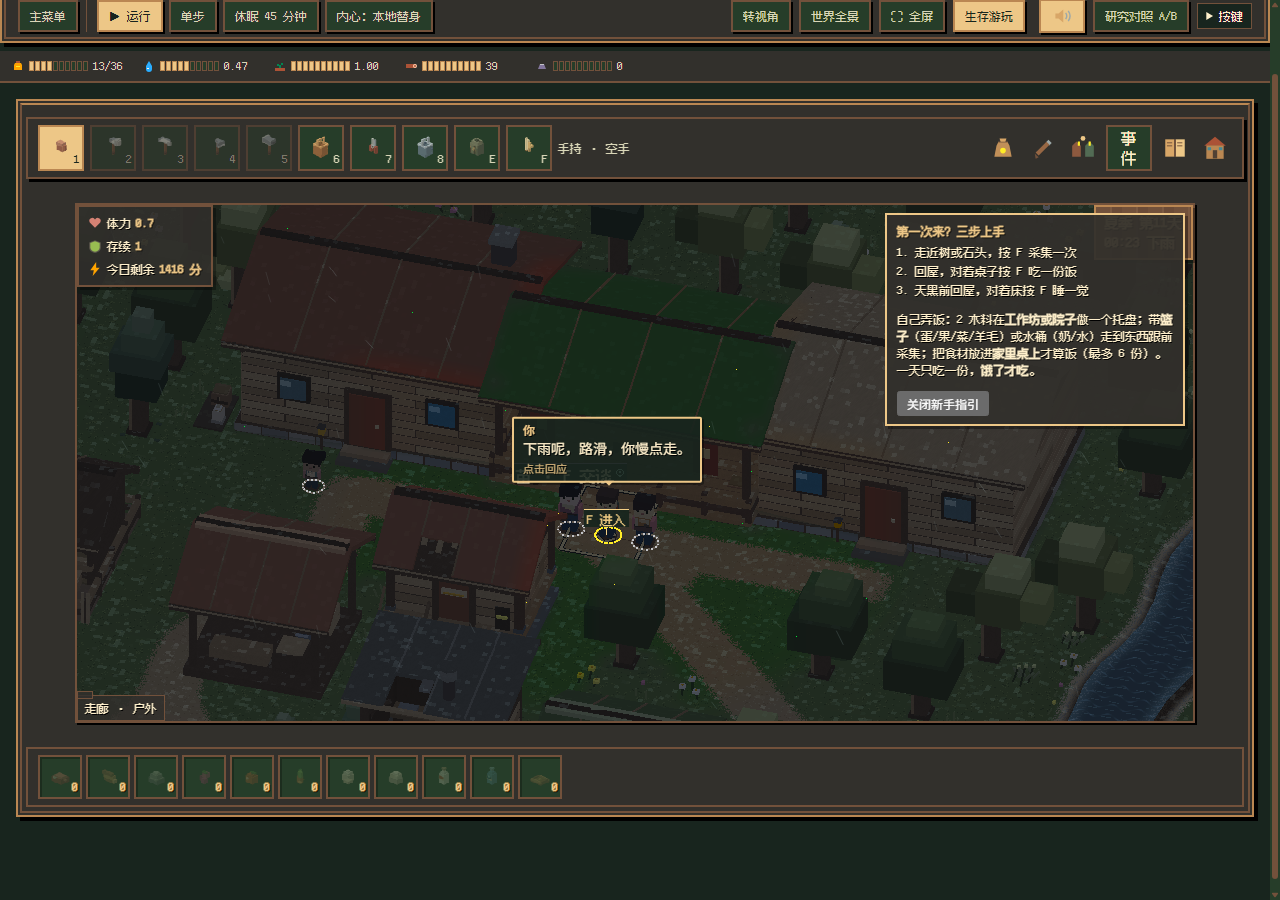 主菜单
▶ 运行
单步
休眠 45 分钟
内心：本地替身
转视角
世界全景
全屏
生存游玩
研究对照 A/B
▶ 按键
13/36
0.47
1.00
39
0
1
2
3
4
5
6
7
8
E
F
手持 · 空手
事件
体力 0.7
存续 1
今日剩余 1416 分
第一次来？三步上手
1. 走近树或石头，按 F 采集一次
2. 回屋，对着桌子按 F 吃一份饭
3. 天黑前回屋，对着床按 F 睡一觉
自己弄饭：2 木料在工作坊或院子做一个托盘；带篮
子（蛋/果/菜/羊毛）或水桶（奶/水）走到东西跟前
采集；把食材放进家里桌上才算饭（最多 6 份）。
一天只吃一份，饿了才吃。
关闭新手指引
你
下雨呢，路滑，你慢点走。
点击回应
F 进入
走廊 · 户外
0
0
0
0
0
0
0
0
0
0
0